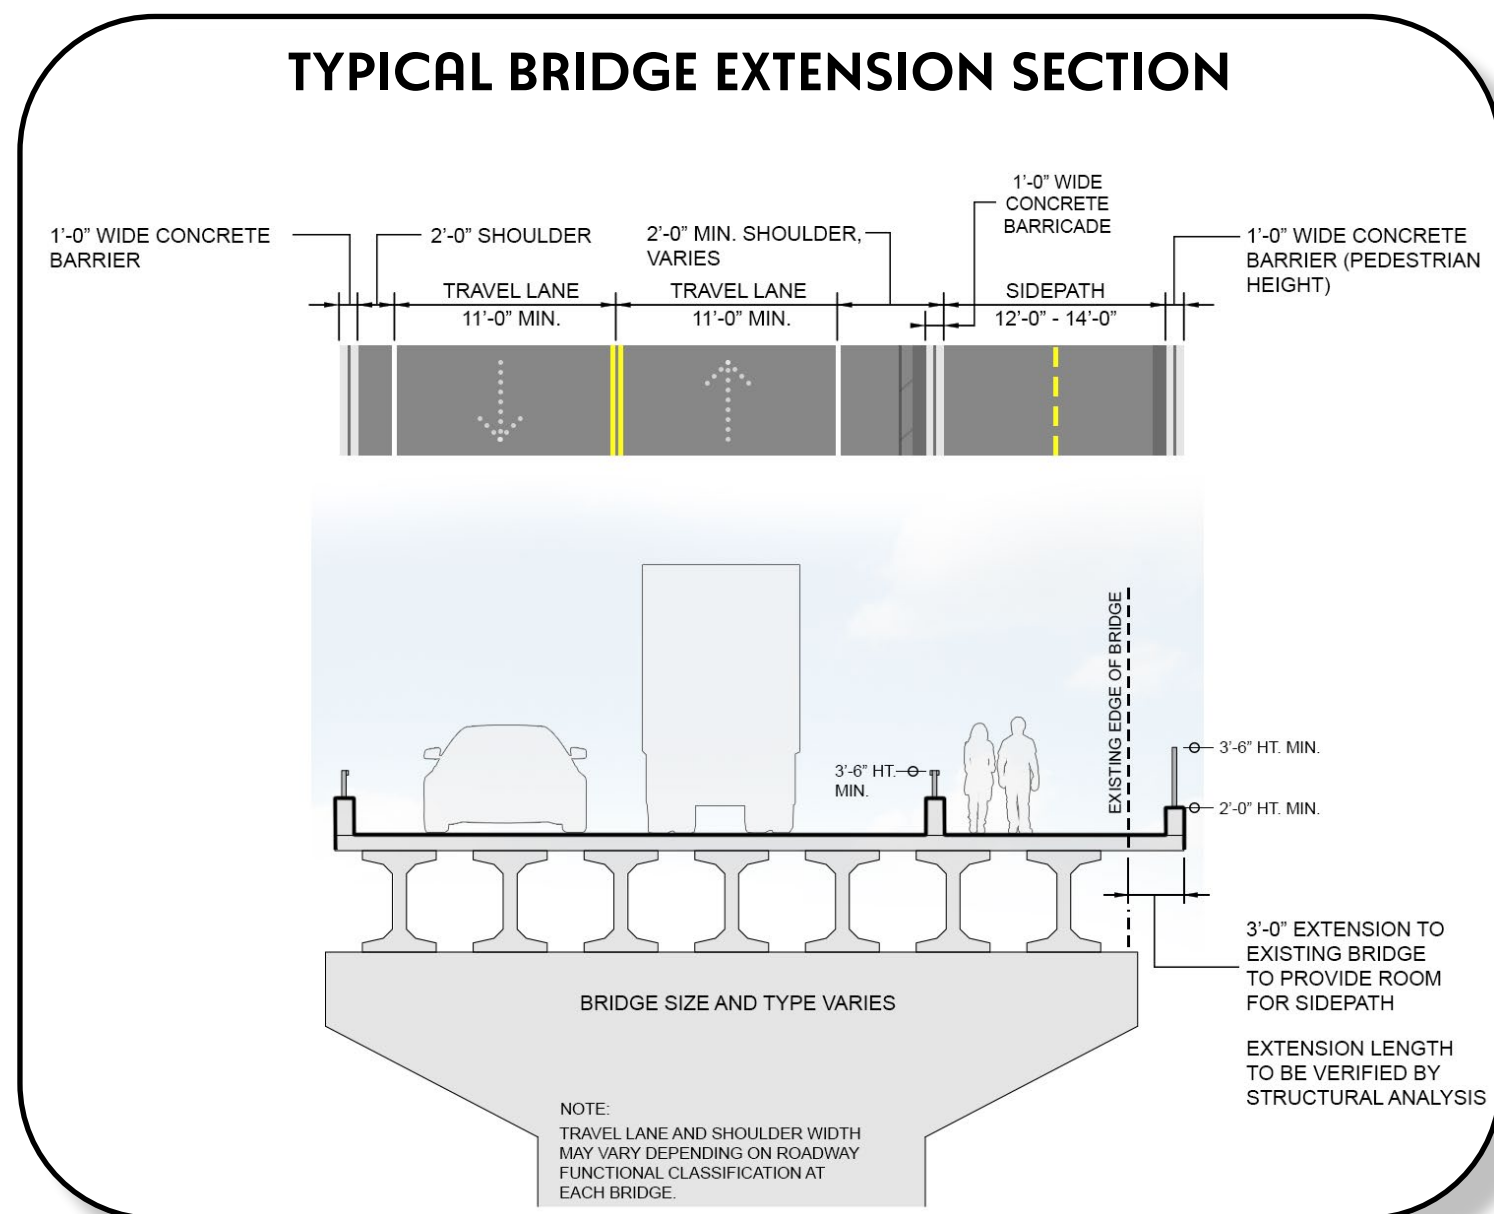 TYPICAL BRIDGE EXTENSION SECTION
1'-0" WIDE
CONCRETE
BARRICADE
1'-0" WIDE CONCRETE
BARRIER
2'-0" SHOULDER
2'-0" MIN. SHOULDER,
VARIES
1'-0" WIDE CONCRETE
BARRIER (PEDESTRIAN
HEIGHT)
TRAVEL LANE
11'-0" MIN.
TRAVEL LANE
11'-0" MIN.
SIDEPATH
12'-0" - 14'-0"
EXISTING EDGE OF BRIDGE
3'-6" HT.
MIN.
3'-6" HT. MIN.
2'-0" HT. MIN.
3'-0" EXTENSION TO
EXISTING BRIDGE
TO PROVIDE ROOM
FOR SIDEPATH
EXTENSION LENGTH
TO BE VERIFIED BY
STRUCTURAL ANALYSIS
BRIDGE SIZE AND TYPE VARIES
NOTE:
TRAVEL LANE AND SHOULDER WIDTH
MAY VARY DEPENDING ON ROADWAY
FUNCTIONAL CLASSIFICATION AT
EACH BRIDGE.